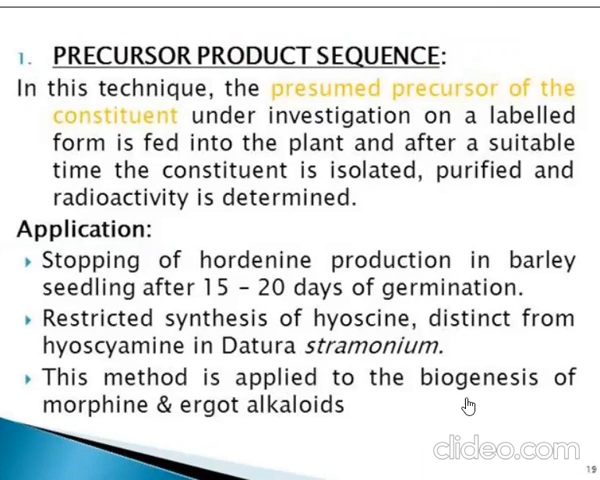 1. PRECURSOR PRODUCT SEQUENCE:
In this technique, the presumed precursor of the
constituent under investigation on a labelled
form is fed into the plant and after a suitable
time the constituent is isolated, purified and
radioactivity is determined.
Application:
Stopping of hordenine production in barley
seedling after 15 – 20 days of germination.
Restricted synthesis of hyoscine, distinct from
hyoscyamine in Datura stramonium.
This method is applied to the biogenesis of
morphine & ergot alkaloids
clideo.com
19